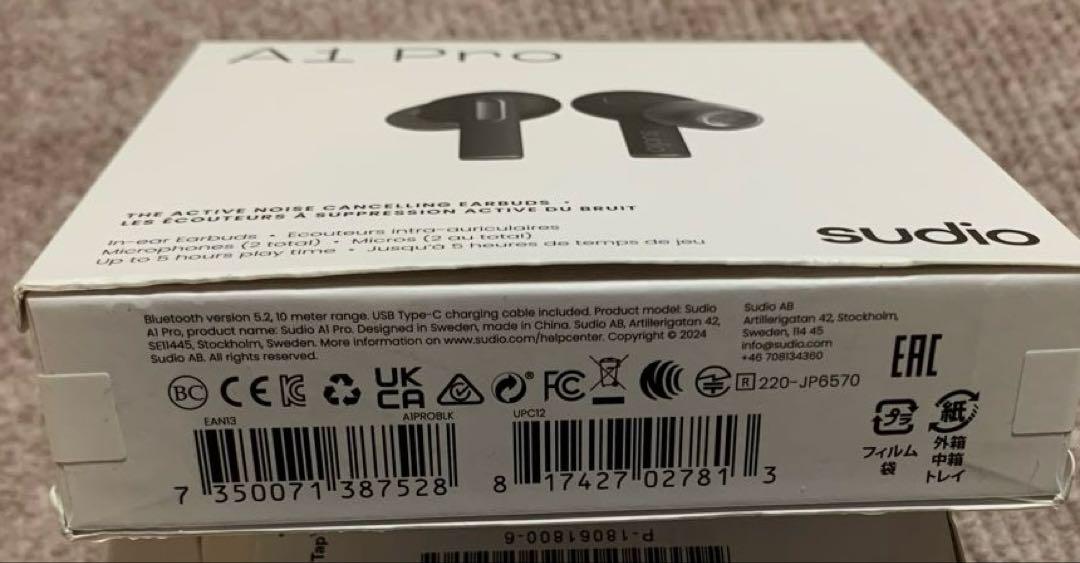 A1 Pro
sudio
THE ACTIVE NOISE CANCELLING EARBUDS •
LES ÉCOUTEURS À SUPPRESSION ACTIVE DU BRUIT
In-ear Earbuds • Écouteurs intra-auriculaires
Microphones (2 total) • Micros (2 au total)
Up to 5 hours play time • Jusqu'à 5 heures de temps de jeu
sudio
Bluetooth version 5.2, 10 meter range. USB Type-C charging cable included. Product model: Sudio
A1 Pro, product name: Sudio A1 Pro. Designed in Sweden, made in China. Sudio AB, Artillerigatan 42,
SE11445, Stockholm, Sweden. More information on www.sudio.com/helpcenter. Copyright © 2024
Sudio AB. All rights reserved.
Sudio AB
Artillerigatan 42, Stockholm,
Sweden, 114 45
info@sudio.com
+46 708134360
EAC
BC CE UK CA FC R 220-JP6570
EAN13 A1PROBLK
7 350071 387528
UPC12
8 17427 02781 3
プラ
フィルム
袋
紙
外箱
中箱
トレイ
Tap
P-18061800-6